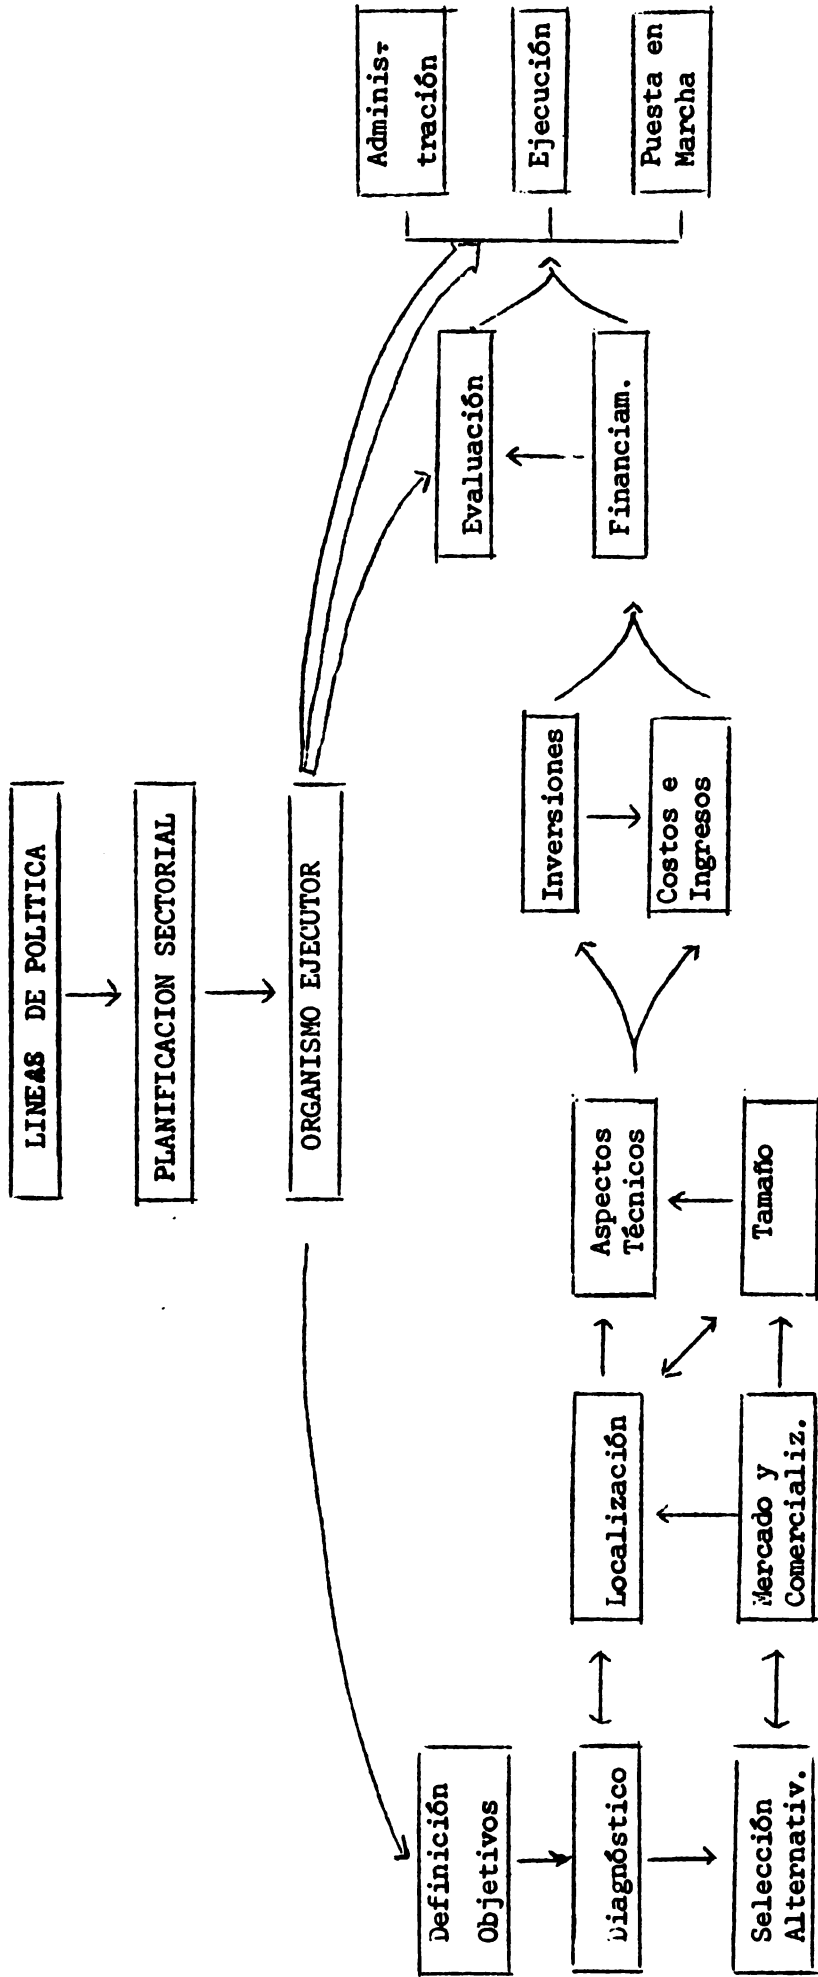 LINEAS DE POLITICA
PLANIFICACION SECTORIAL
ORGANISMO EJECUTOR
Definición
Objetivos
Diagnóstico
Selección
Alternativ.
Localización
Mercado y
Comercializ.
Aspectos
Técnicos
Tamaño
Inversiones
Costos e
Ingresos
Evaluación
Financiam.
Adminis-
tración
Ejecución
Puesta en
Marcha